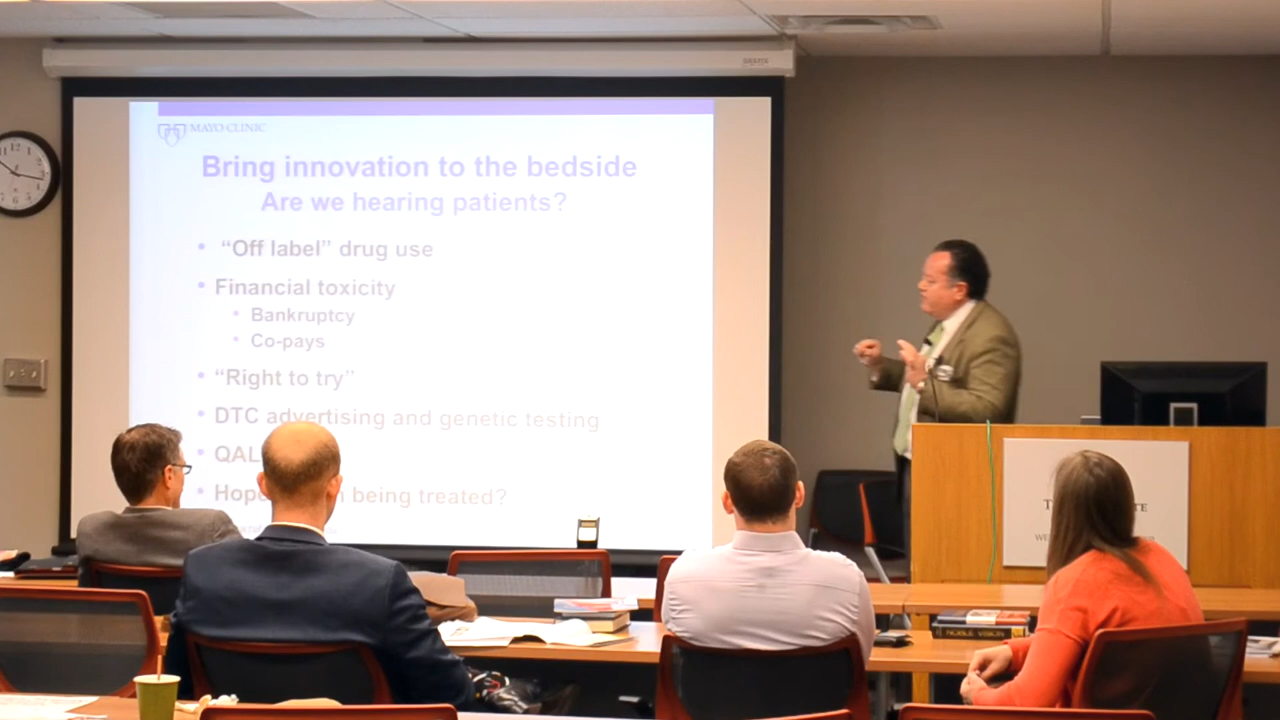 MAYO CLINIC
Bring innovation to the bedside
Are we hearing patients?
• “Off label” drug use
• Financial toxicity
• Bankruptcy
• Co-pays
• “Right to try”
• DTC advertising and genetic testing
• QAL
• Hope being treated?
NOBLE VISION